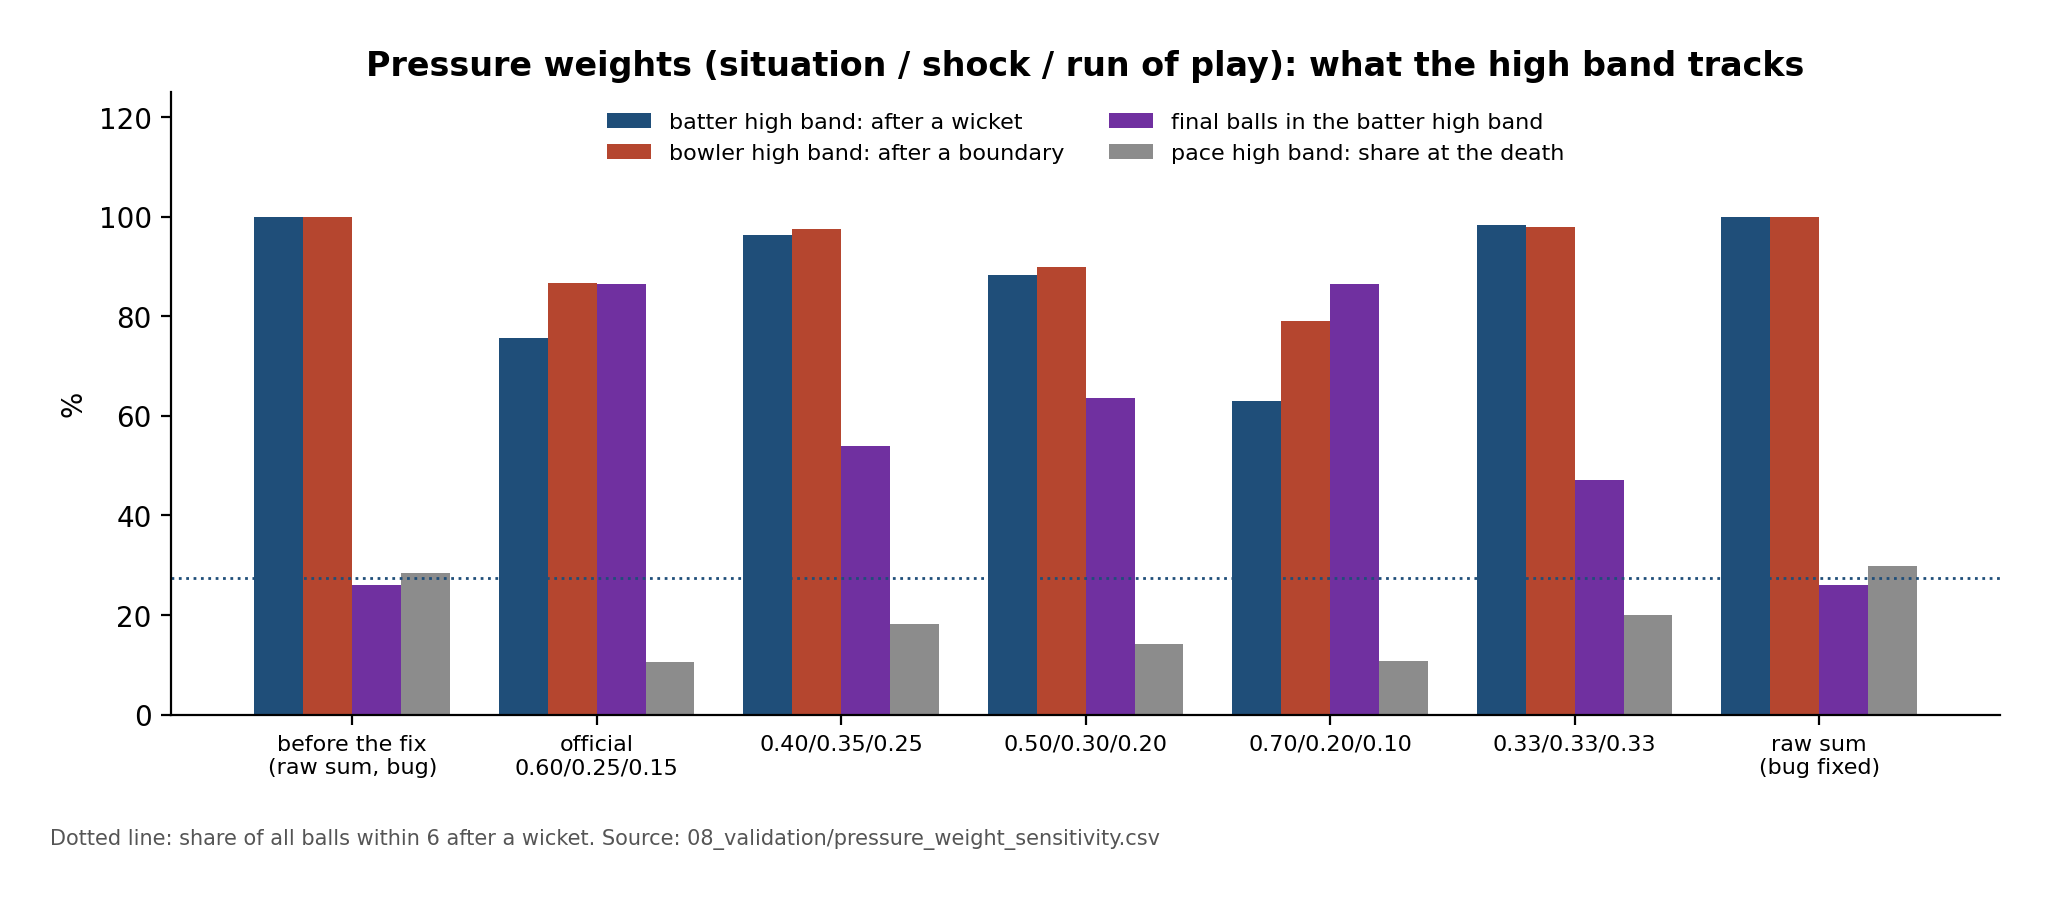 Pressure weights (situation / shock / run of play): what the high band tracks
batter high band: after a wicket
bowler high band: after a boundary
final balls in the batter high band
pace high band: share at the death
%
120
100
80
60
40
20
0
before the fix
(raw sum, bug)
official
0.60/0.25/0.15
0.40/0.35/0.25
0.50/0.30/0.20
0.70/0.20/0.10
0.33/0.33/0.33
raw sum
(bug fixed)
Dotted line: share of all balls within 6 after a wicket. Source: 08_validation/pressure_weight_sensitivity.csv